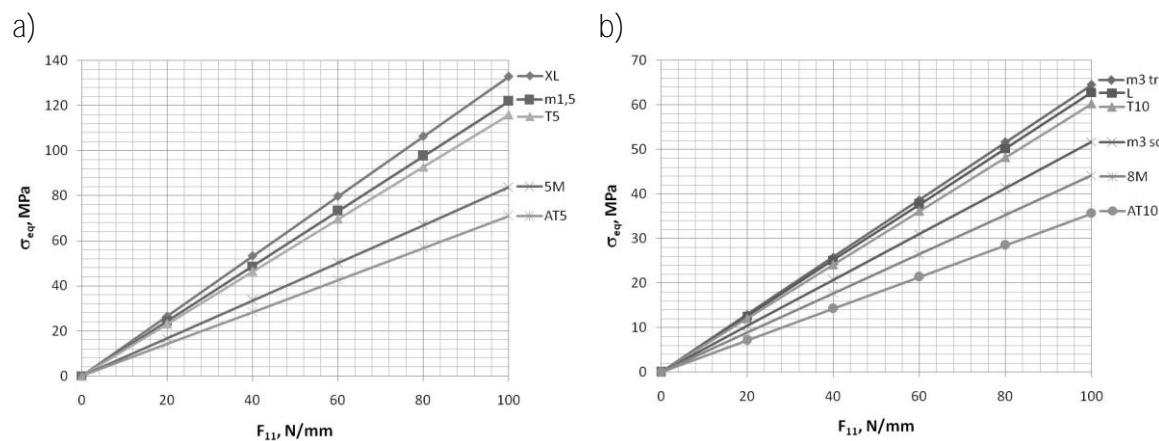 a)
140
120
100
80
60
40
20
0
σeq, MPa
0 20 40 60 80 100
F11, N/mm
XL
m1,5
T5
5M
AT5
b)
70
60
50
40
30
20
10
0
σeq, MPa
0 20 40 60 80 100
F11, N/mm
m3 tr
L
T10
m3 sc
8M
AT10